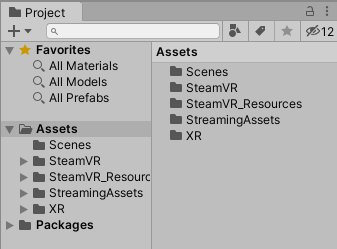 Project
12
Favorites
All Materials
All Models
All Prefabs
Assets
Scenes
SteamVR
SteamVR_Resourc
StreamingAssets
XR
Packages
Assets
Scenes
SteamVR
SteamVR_Resources
StreamingAssets
XR